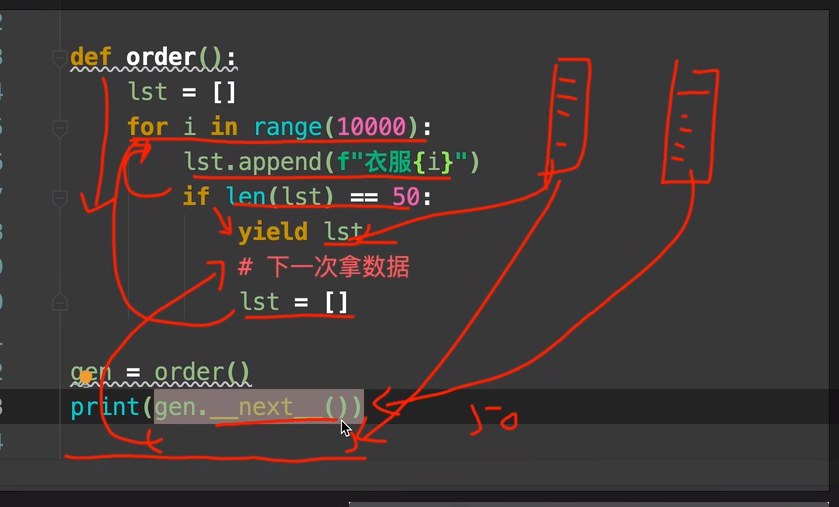 def order():
    lst = []
    for i in range(10000):
        lst.append(f"衣服{i}")
        if len(lst) == 50:
            yield lst
            # 下一次拿数据
            lst = []
gen = order()
print(gen.__next__())
50